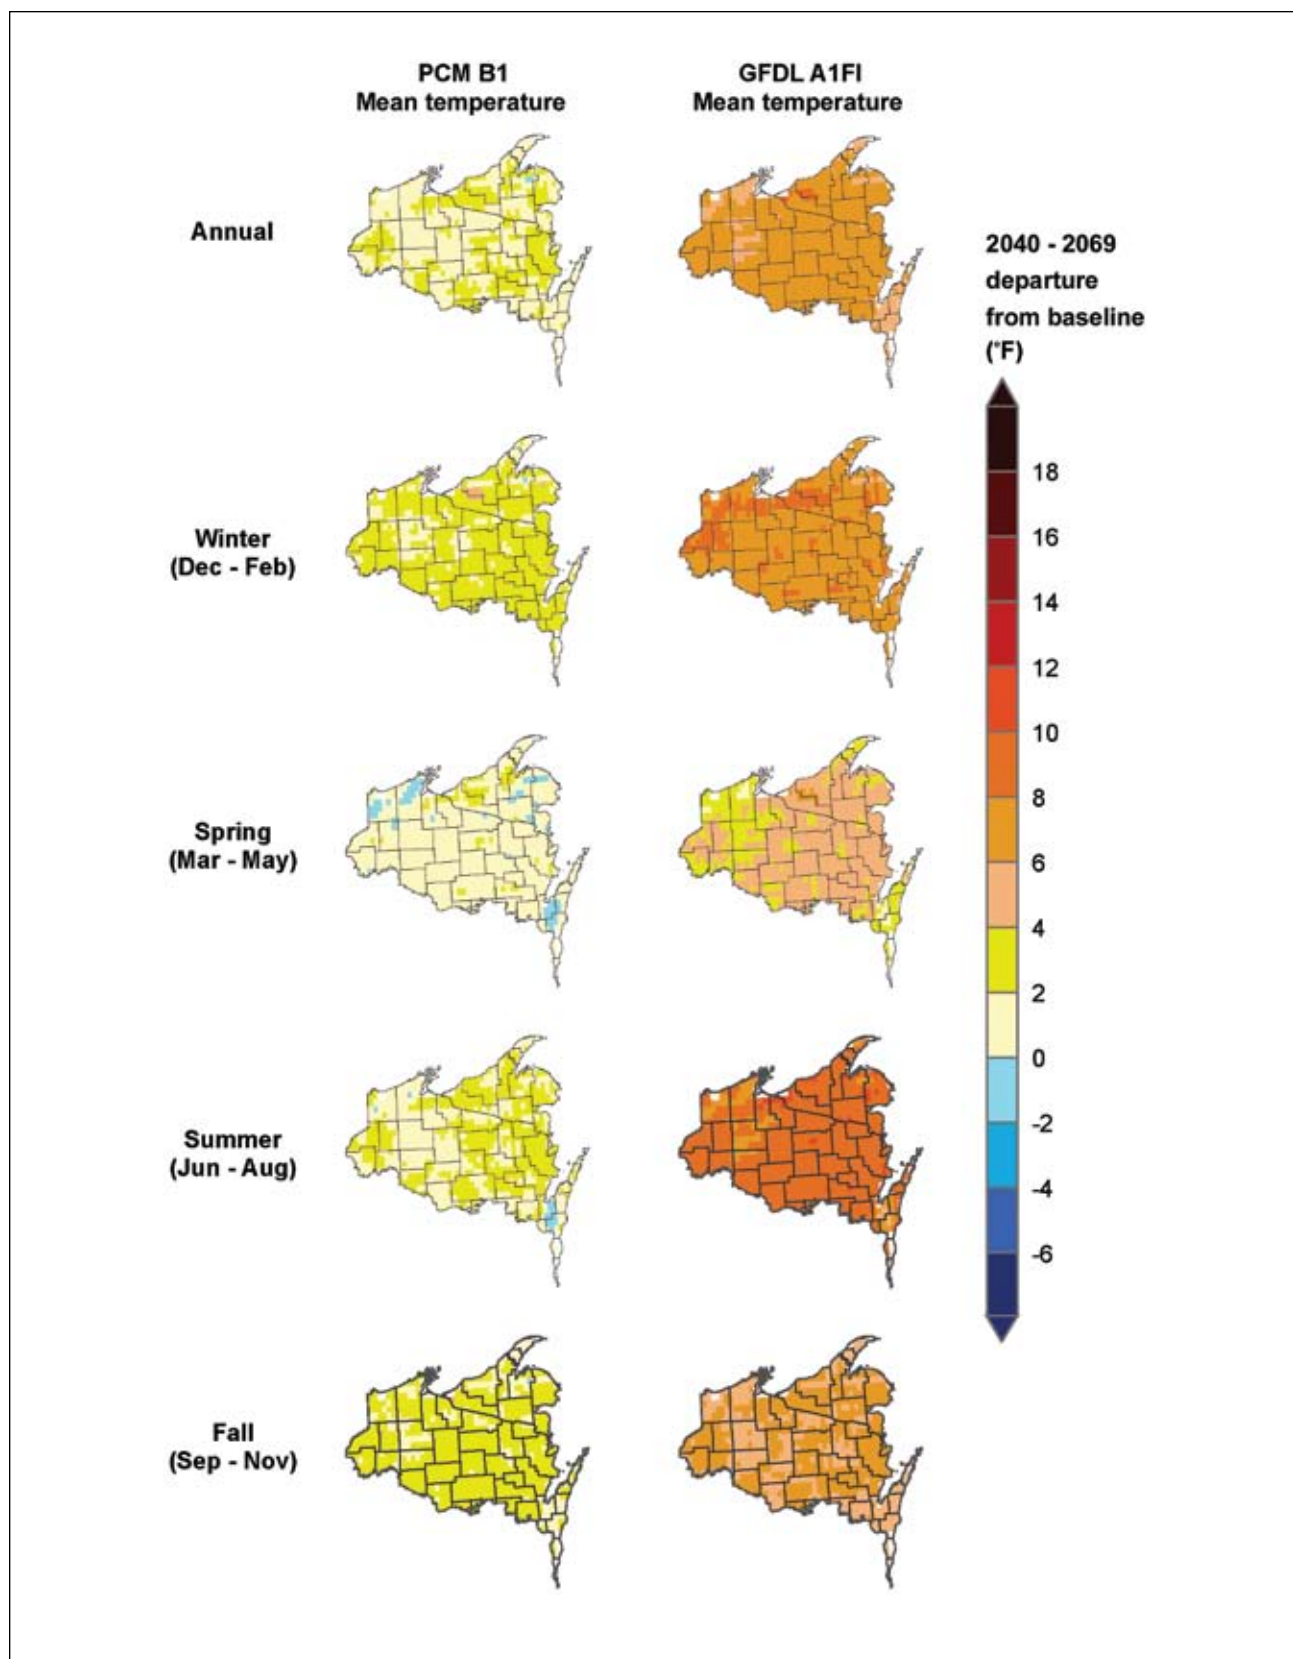 PCM B1
Mean temperature
GFDL A1FI
Mean temperature
Annual
2040 - 2069
departure
from baseline
(°F)
18
16
14
12
10
8
6
4
2
0
-2
-4
-6
Winter
(Dec - Feb)
Spring
(Mar - May)
Summer
(Jun - Aug)
Fall
(Sep - Nov)